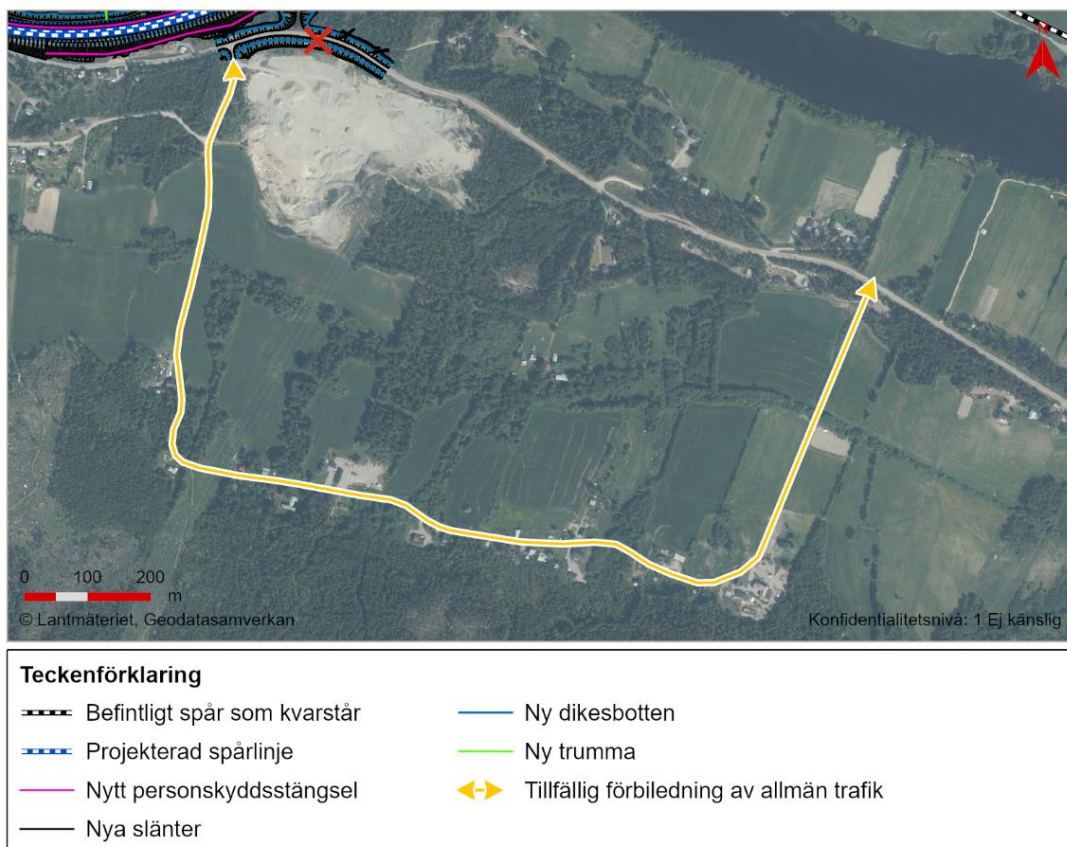 0 100 200
m
© Lantmäteriet, Geodatasamverkan
Konfidentialitetsnivå: 1 Ej känslig
Teckenförklaring
Befintligt spår som kvarstår
Projekterad spårlinje
Nytt personskyddsstängsel
Nya slänter
Ny dikesbotten
Ny trumma
Tillfällig förbiledning av allmän trafik